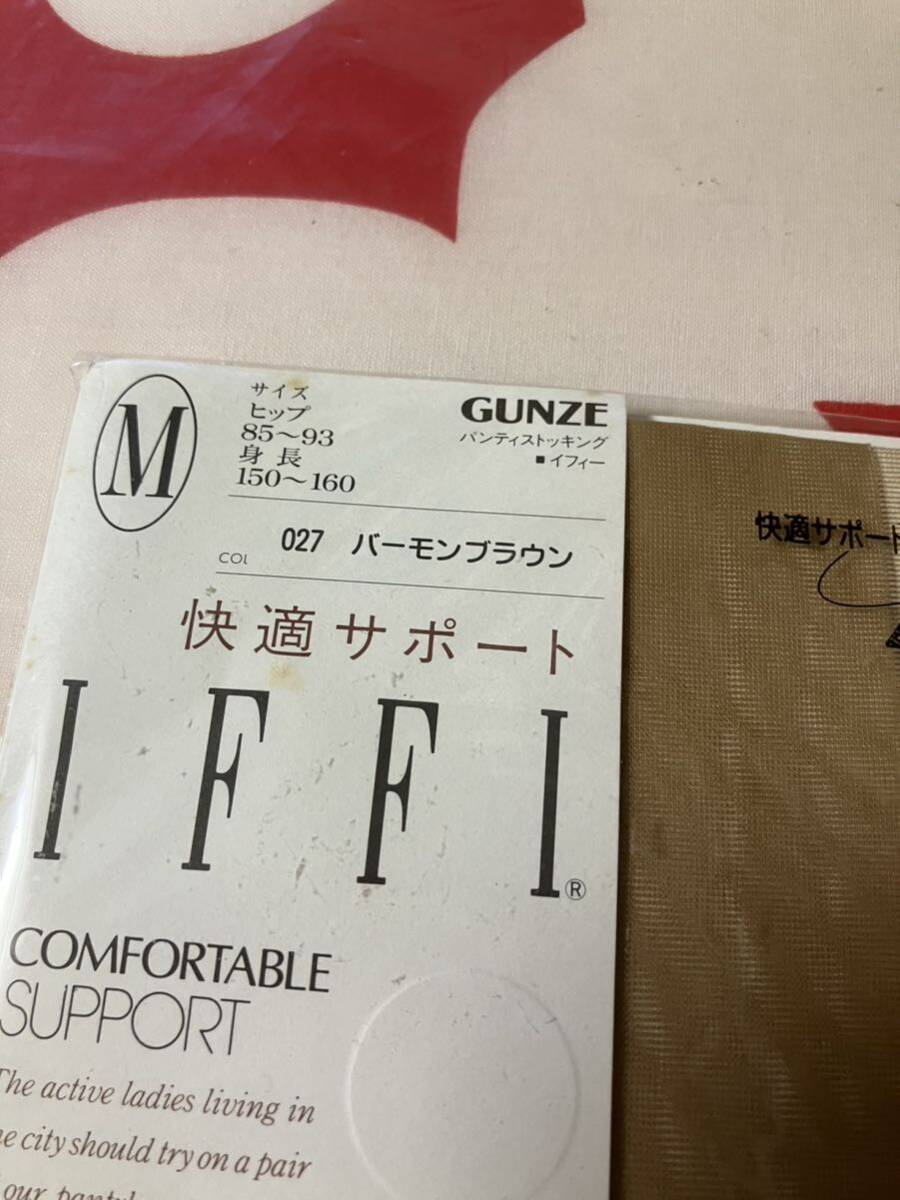 M
サイズ
ヒップ
85〜93
身長
150〜160
GUNZE
パンティストッキング
■イフィー
COL 027 バーモンブラウン
快適サポート
快適サポート
IFFI®
COMFORTABLE
SUPPORT
The active ladies living in
city should try on a pair
our